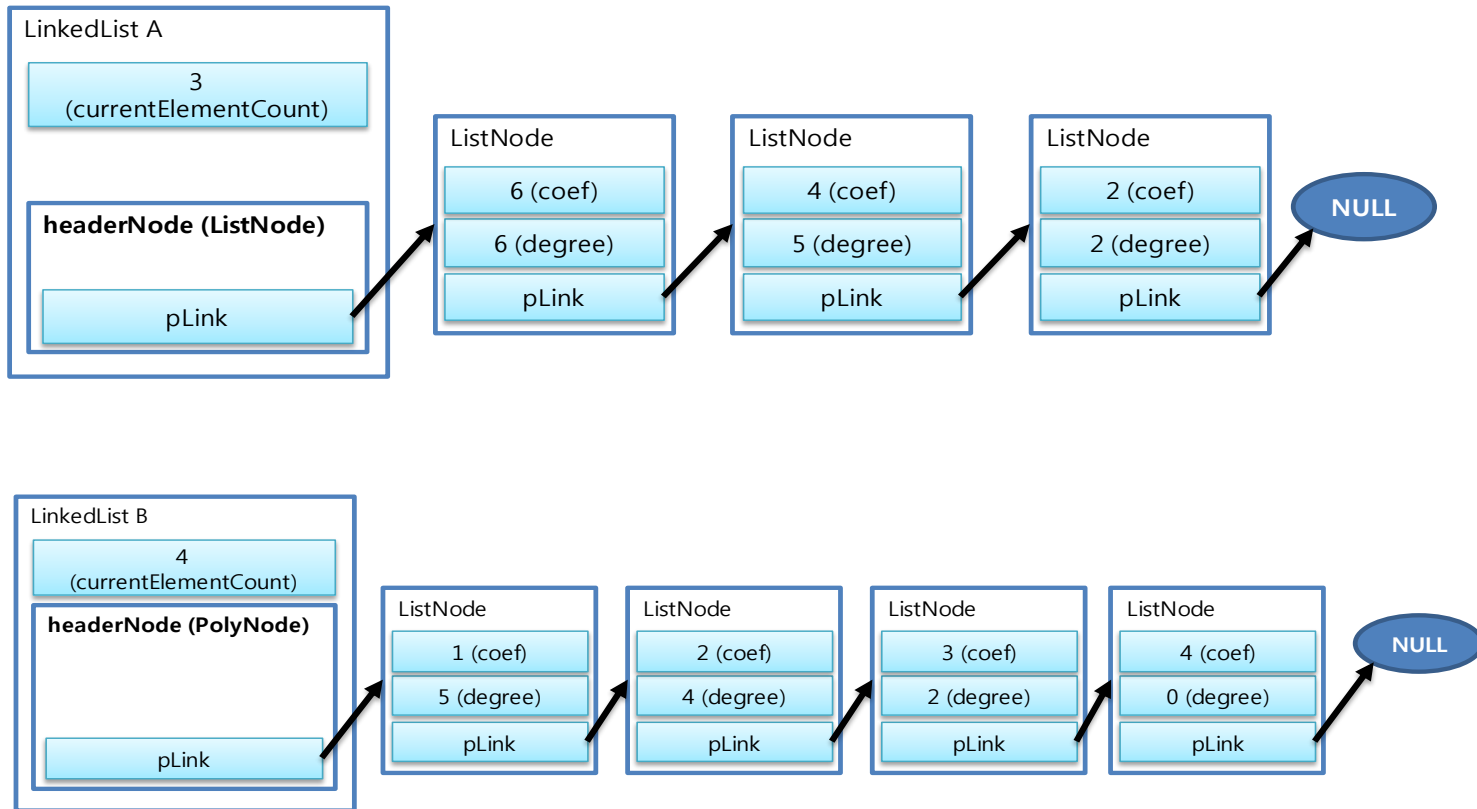 LinkedList A
3
(currentElementCount)
headerNode (ListNode)
pLink
ListNode
6 (coef)
6 (degree)
pLink
ListNode
4 (coef)
5 (degree)
pLink
ListNode
2 (coef)
2 (degree)
pLink
NULL
LinkedList B
4
(currentElementCount)
headerNode (PolyNode)
pLink
ListNode
1 (coef)
5 (degree)
pLink
ListNode
2 (coef)
4 (degree)
pLink
ListNode
3 (coef)
2 (degree)
pLink
ListNode
4 (coef)
0 (degree)
pLink
NULL